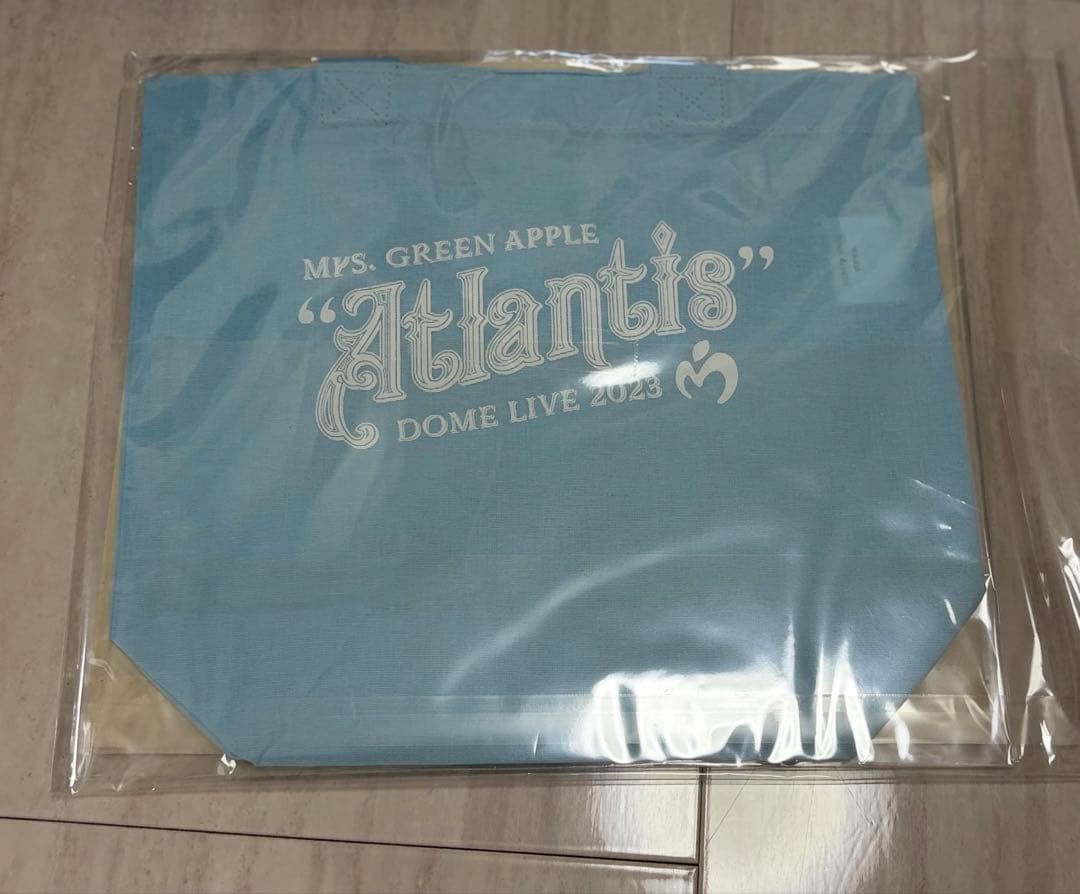 Mrs. GREEN APPLE
“Atlantis”
DOME LIVE 2023